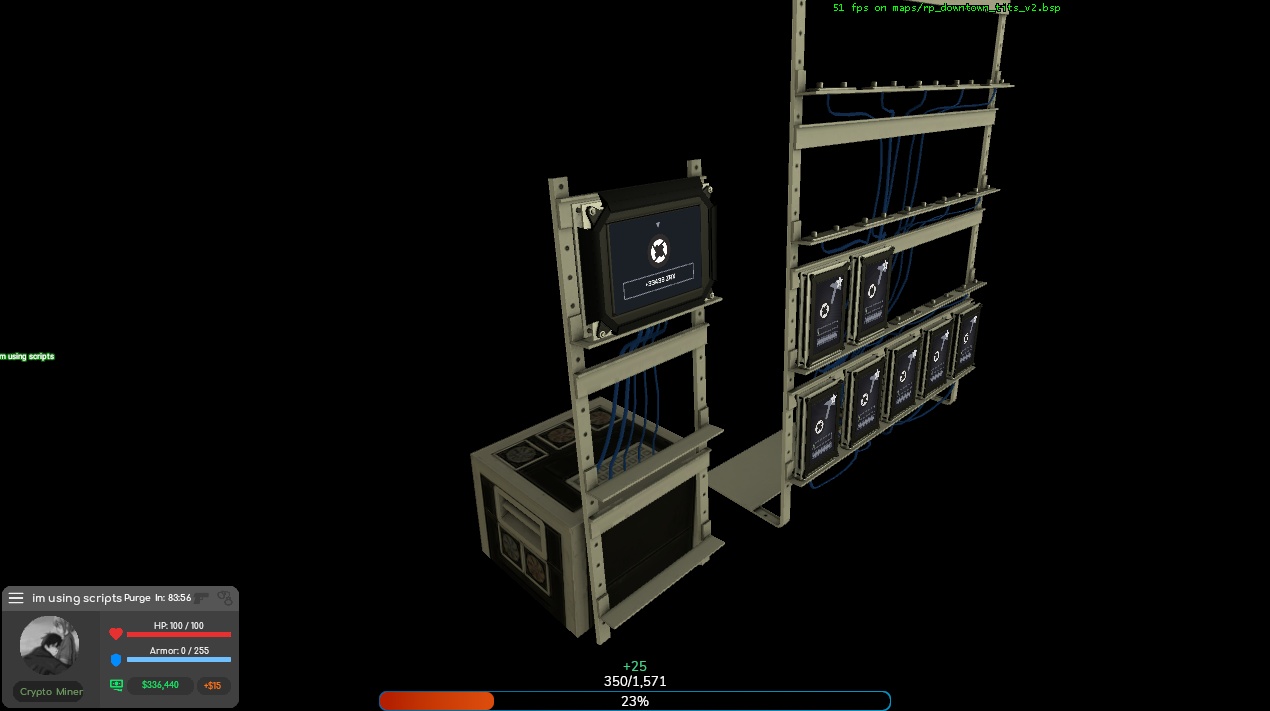 51 fps on maps/rp_downtown_tits_v2.bsp
m using scripts
im using scripts Purge In: 83:56
HP: 100 / 100
Armor: 0 / 255
$336,440 +$15
Crypto Miner
+25
350/1,571
23%